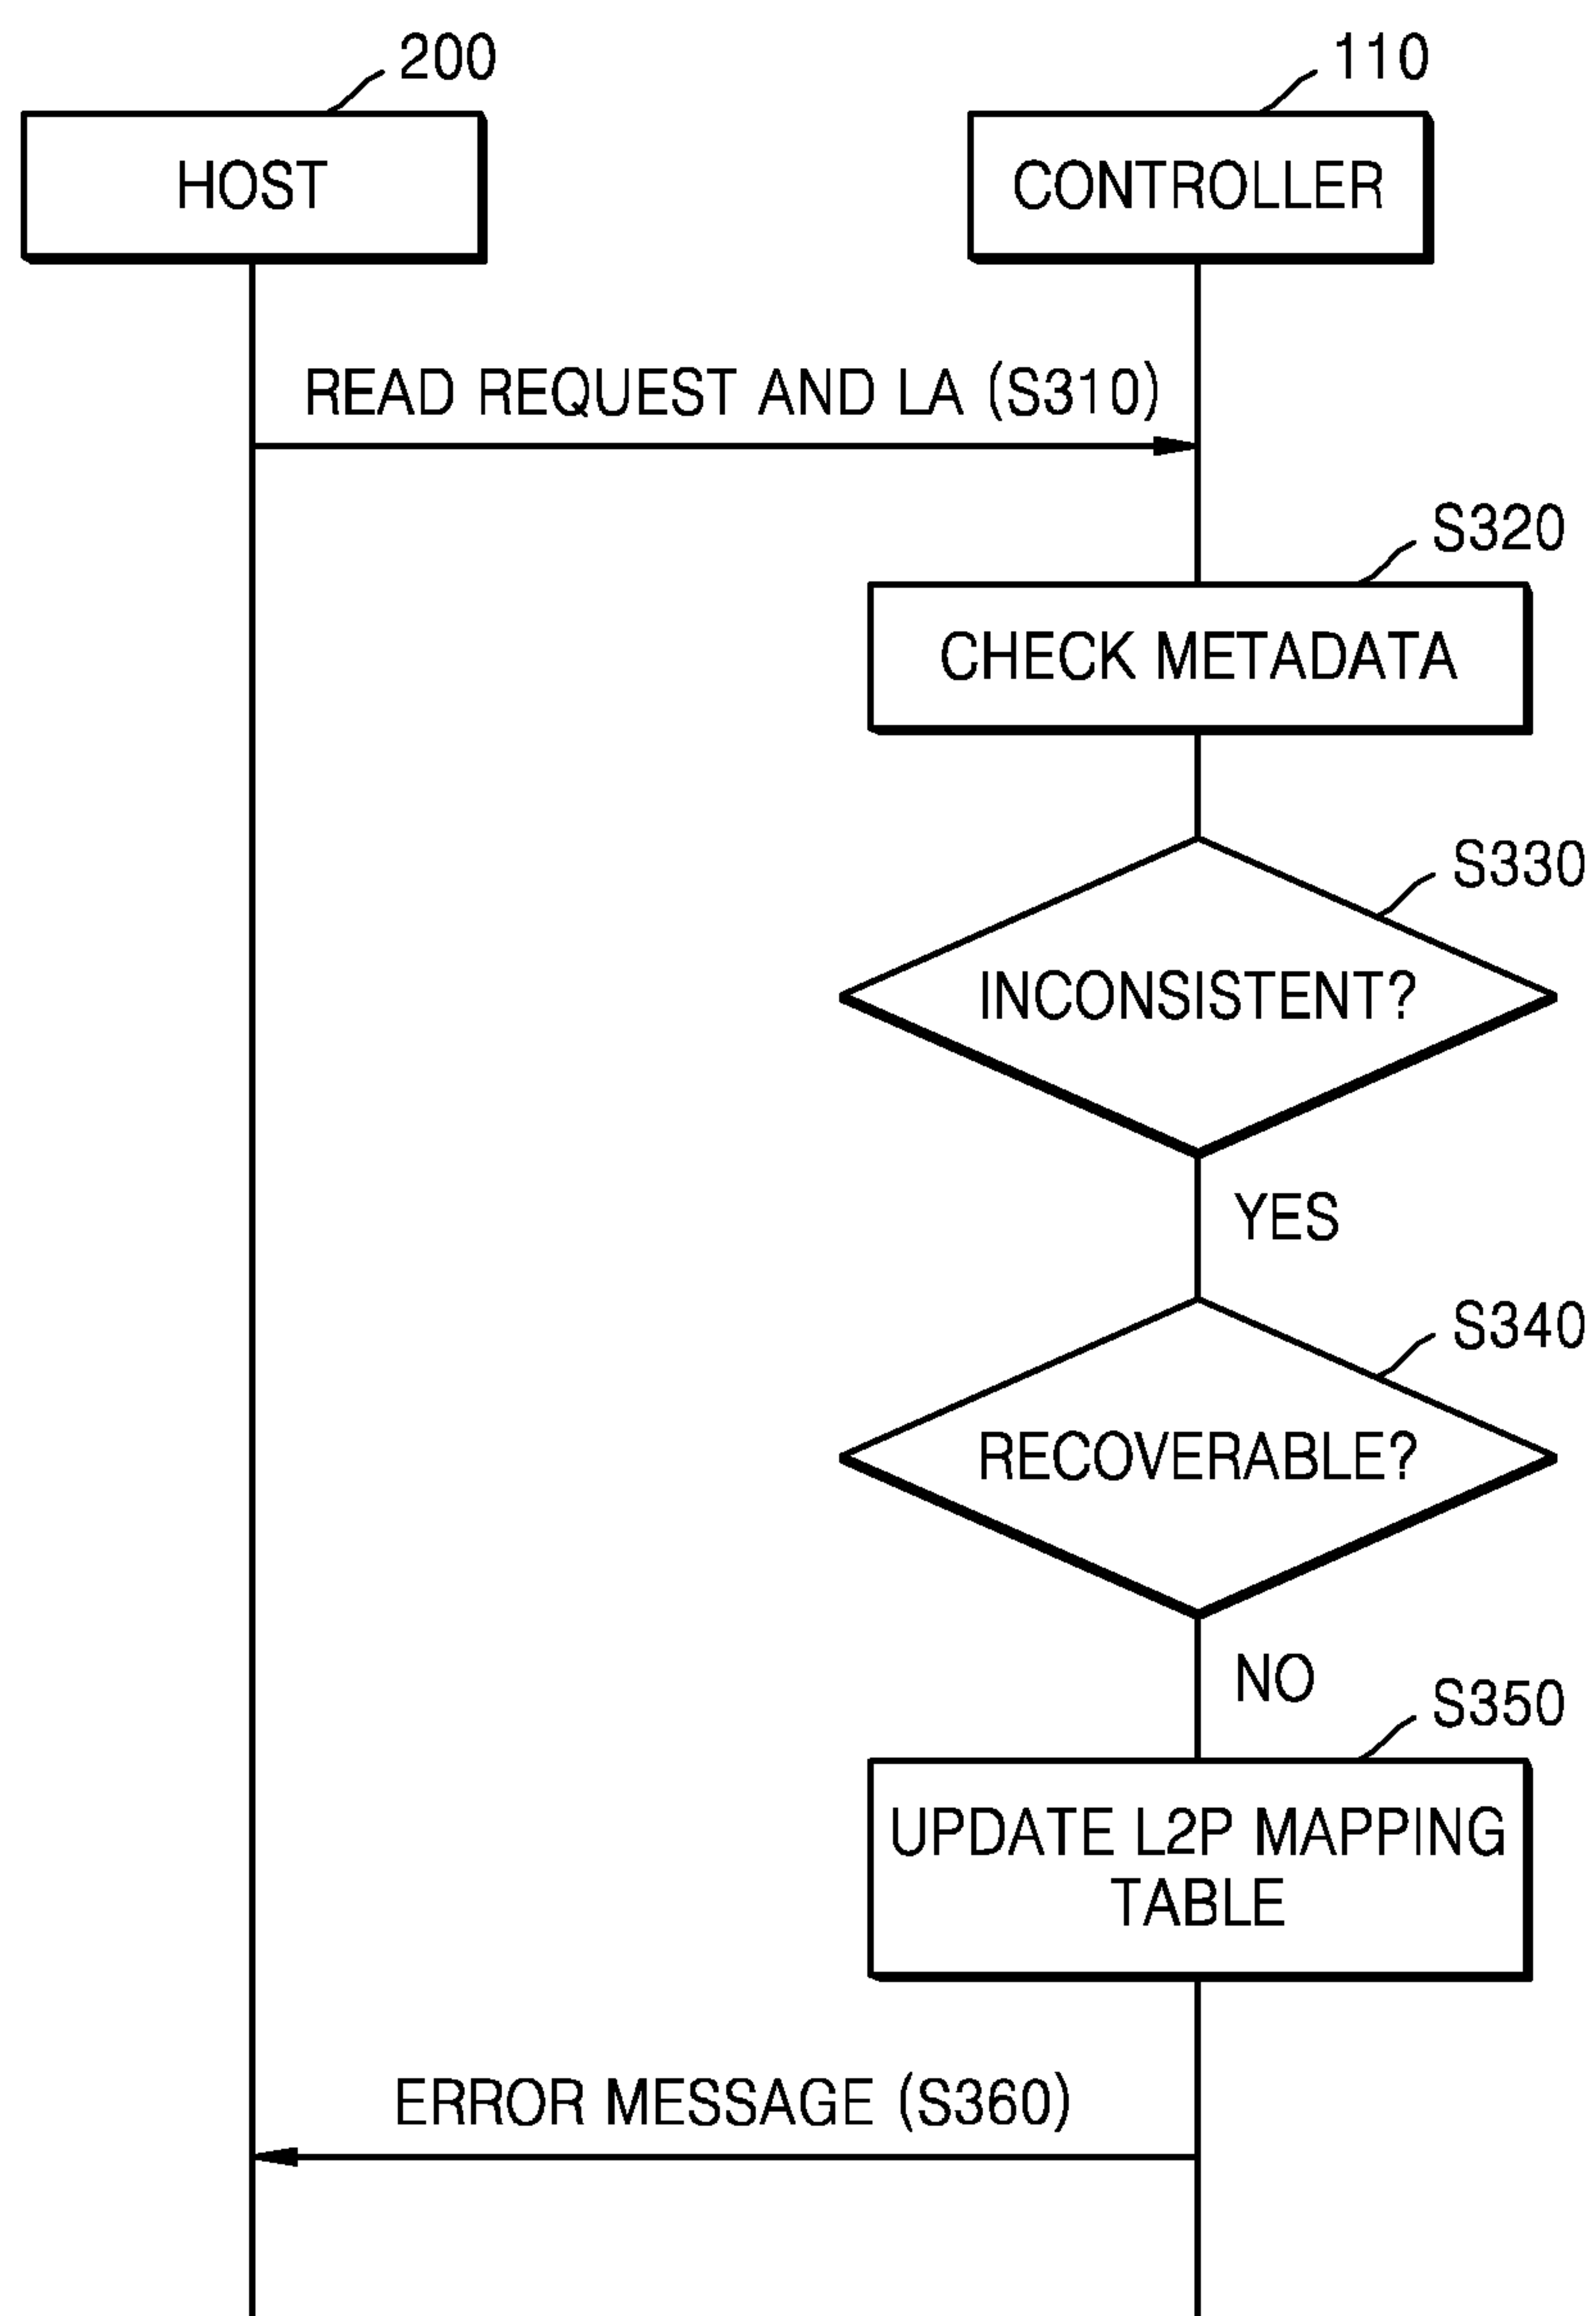 200
110
HOST
CONTROLLER
READ REQUEST AND LA (S310)
S320
CHECK METADATA
S330
INCONSISTENT?
YES
S340
RECOVERABLE?
NO
S350
UPDATE L2P MAPPING
TABLE
ERROR MESSAGE (S360)